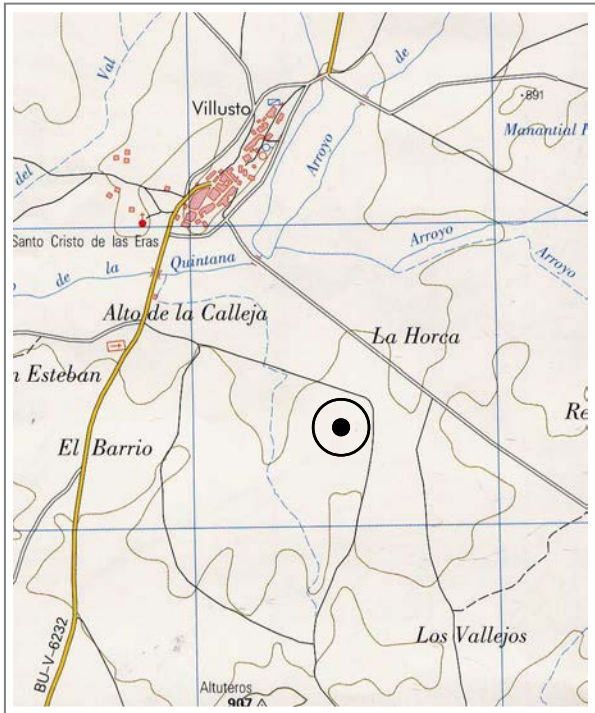 Val
de
Villusto
891
Manantial
del
Arroyo
Santo Cristo de las Eras
Arroyo
de la Quintana
Arroyo
Alto de la Calleja
La Horca
n Esteban
Re
El Barrio
BU-V-6232
Los Vallejos
Altuteros
907